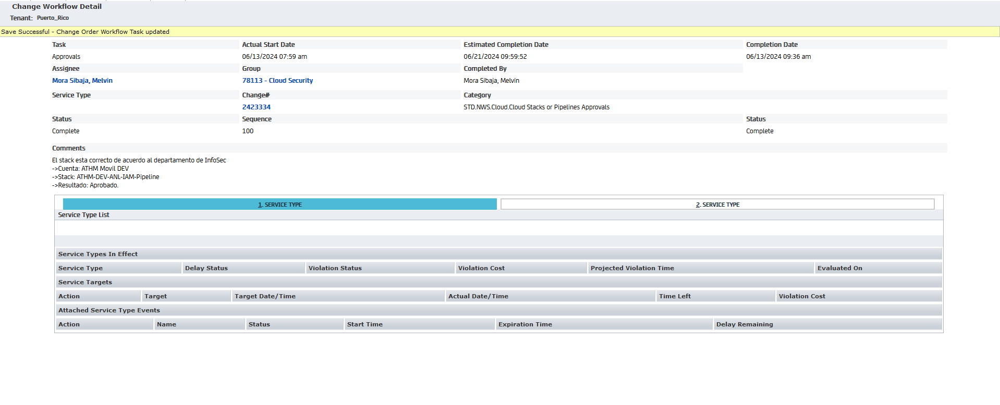 Change Workflow Detail
Tenant: Puerto_Rico
Save Successful - Change Order Workflow Task updated
Task Actual Start Date Estimated Completion Date Completion Date
Approvals 06/13/2024 07:59 am 06/21/2024 09:59:52 06/13/2024 09:36 am
Assignee Group Completed By
Mora Sibaja, Melvin 78113 - Cloud Security Mora Sibaja, Melvin
Service Type Change# Category
2423334 STD.NWS.Cloud.Cloud Stacks or Pipelines Approvals
Status Sequence Status
Complete 100 Complete
Comments
El stack esta correcto de acuerdo al departamento de InfoSec
->Cuenta: ATHM Movil DEV
->Stack: ATHM-DEV-ANL-IAM-Pipeline
->Resultado: Aprobado.
1. SERVICE TYPE 2. SERVICE TYPE
Service Type List
Service Types In Effect
Service Type Delay Status Violation Status Violation Cost Projected Violation Time Evaluated On
Service Targets
Action Target Target Date/Time Actual Date/Time Time Left Violation Cost
Attached Service Type Events
Action Name Status Start Time Expiration Time Delay Remaining